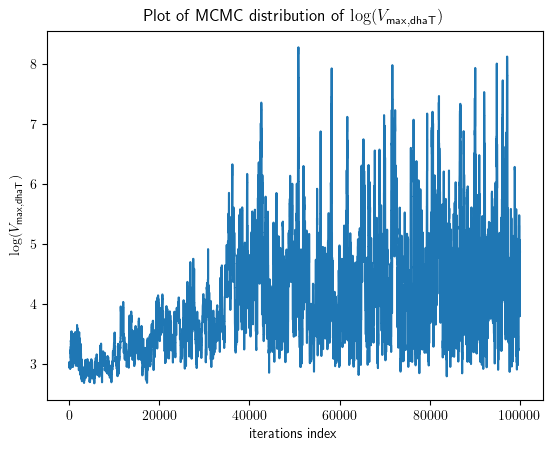 Plot of MCMC distribution of log(V_max,dhaT)
log(V_max,dhaT)
8
7
6
5
4
3
0 20000 40000 60000 80000 100000
iterations index